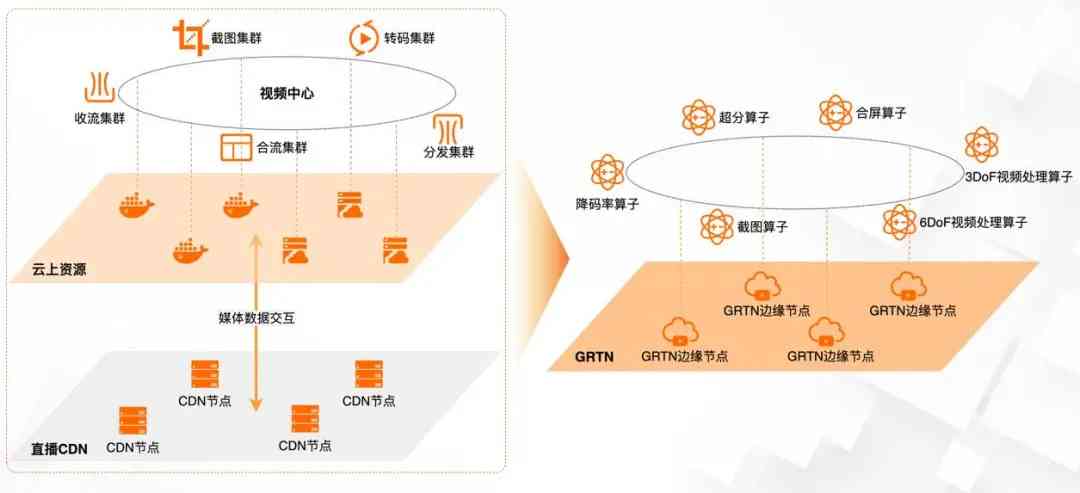 截图集群
转码集群
视频中心
收流集群
合流集群
分发集群
云上资源
媒体数据交互
CDN节点
CDN节点
CDN节点
CDN节点
直播CDN
超分算子
合屏算子
3DoF视频处理算子
降码率算子
截图算子
6DoF视频处理算子
GRTN边缘节点
GRTN边缘节点
GRTN
GRTN边缘节点
GRTN边缘节点